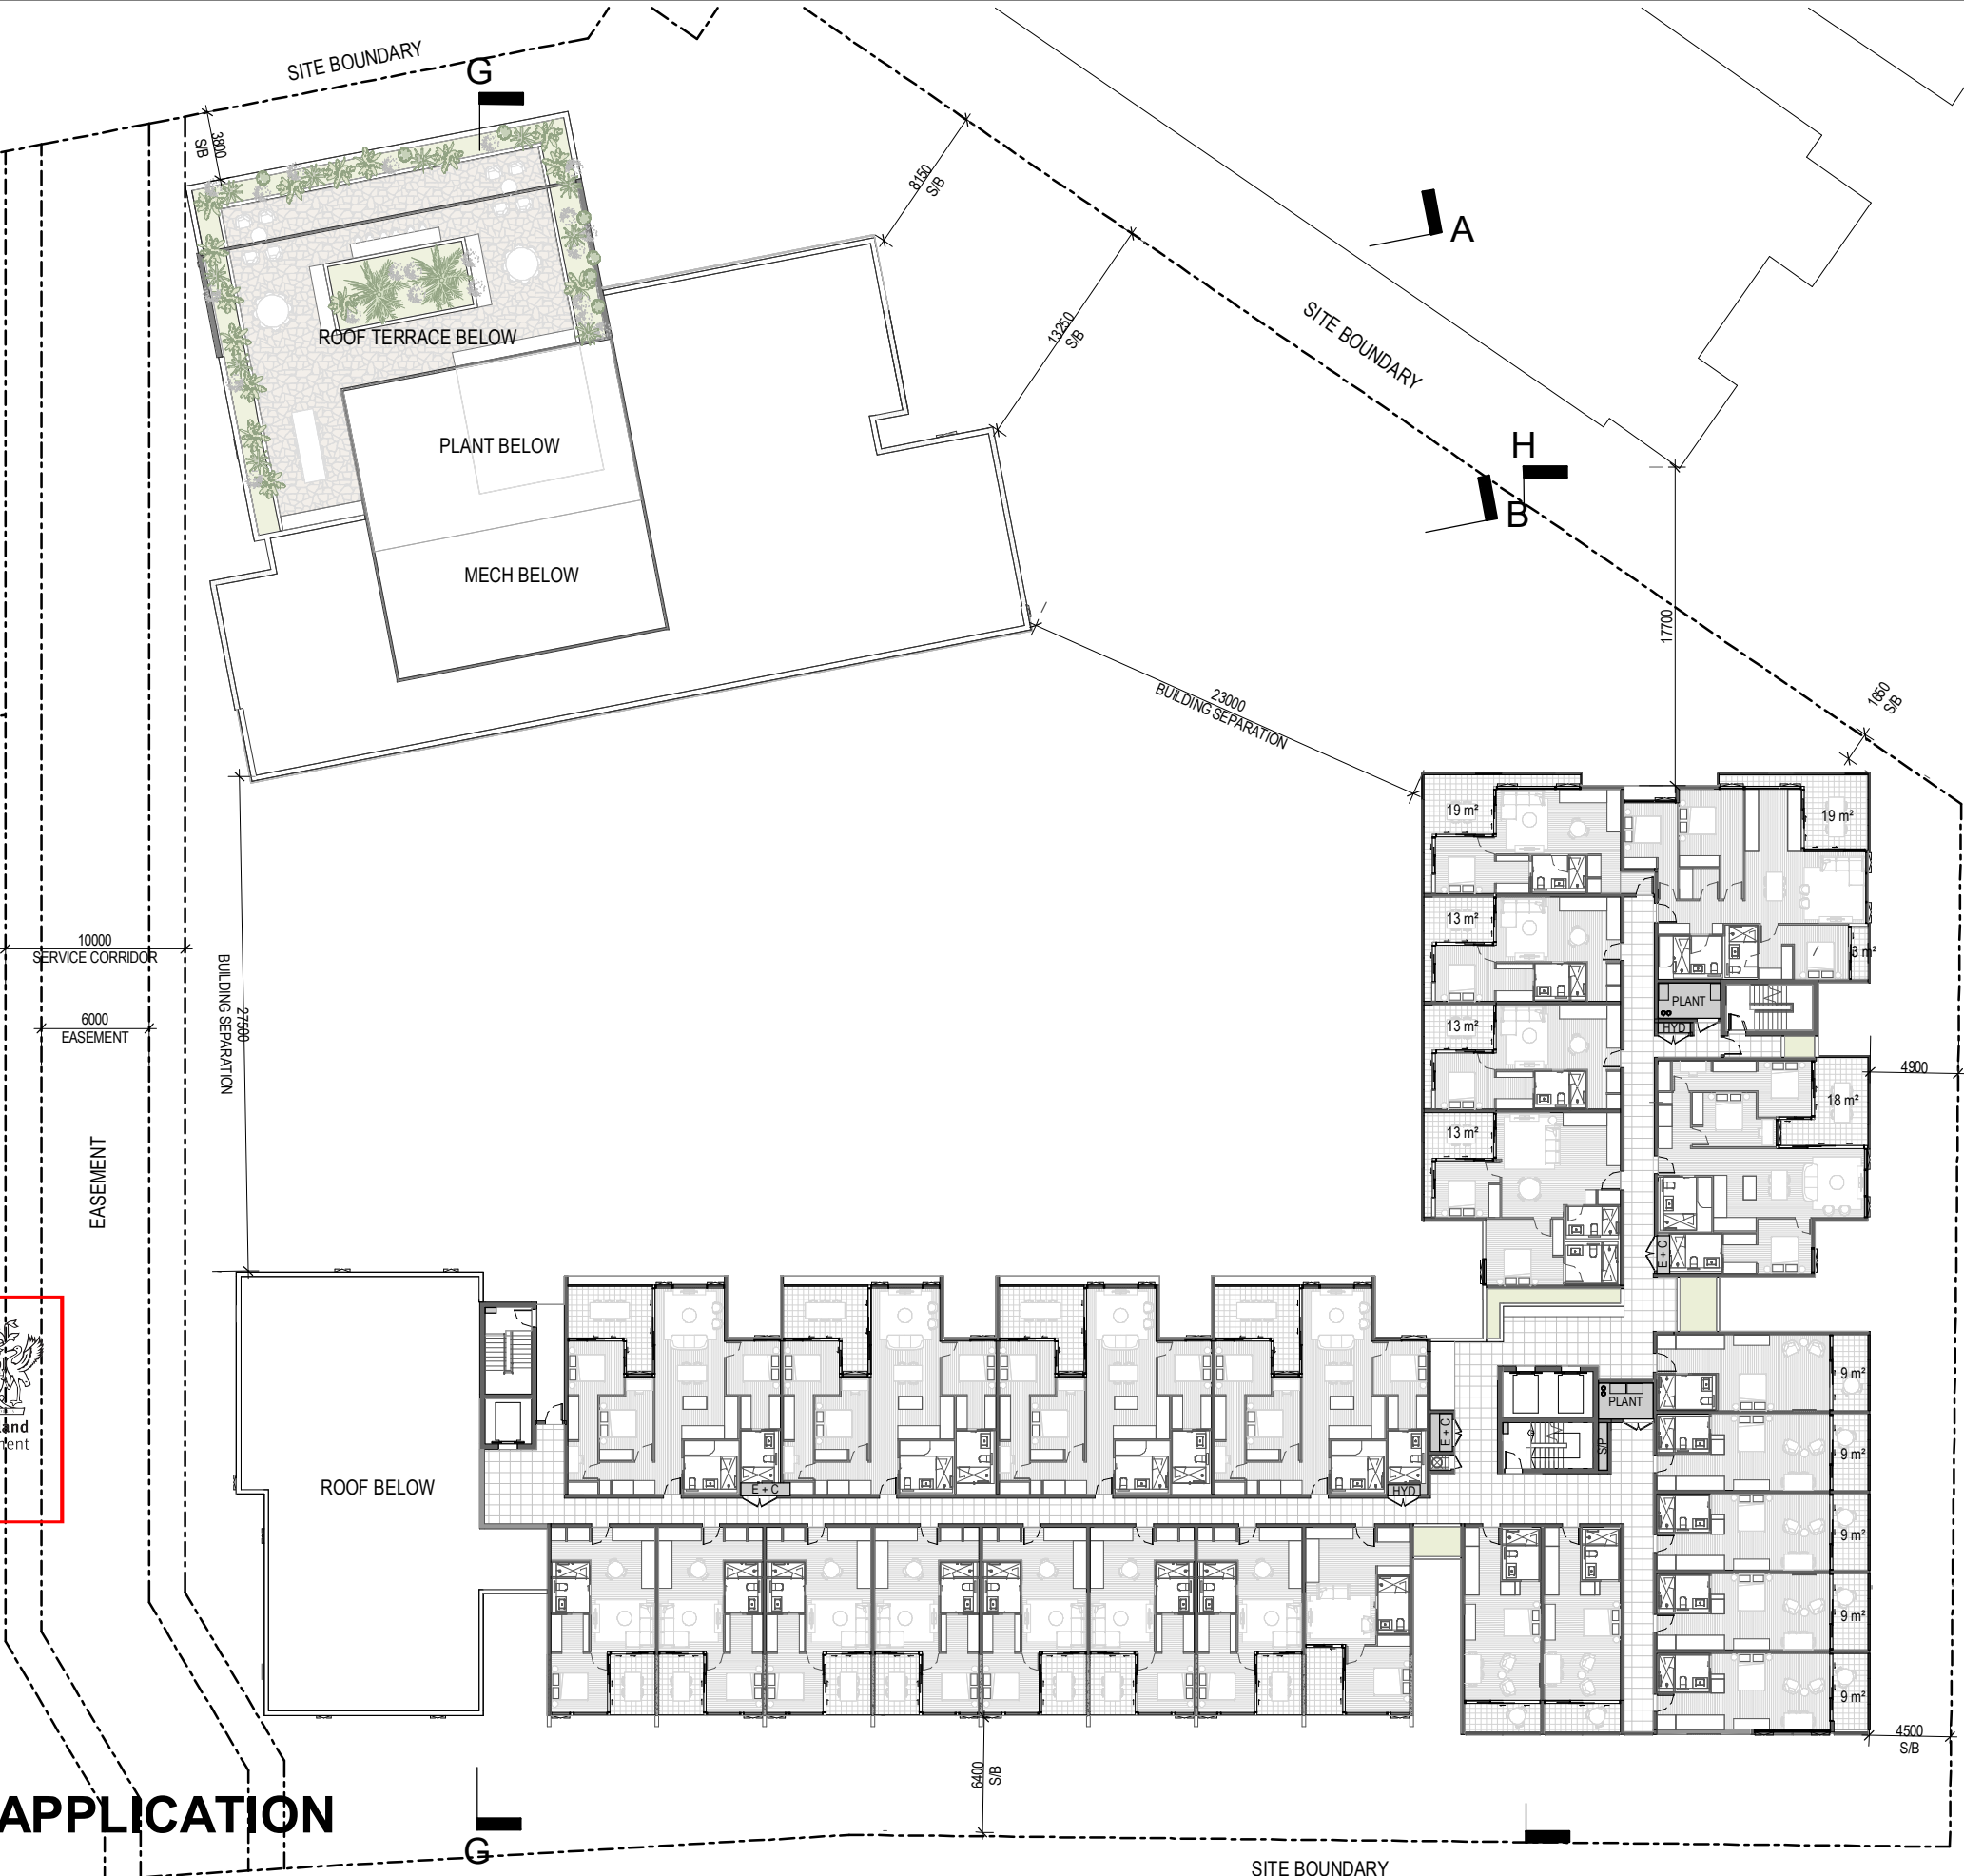 SITE BOUNDARY
G
3800
S/B
8150
S/B
A
13250
S/B
SITE BOUNDARY
ROOF TERRACE BELOW
PLANT BELOW
H
B
MECH BELOW
17700
23000
BUILDING SEPARATION
1650
S/B
19 m²
19 m²
13 m²
10000
SERVICE CORRIDOR
3 m²
BUILDING SEPARATION
27500
PLANT
6000
EASEMENT
13 m²
HYD
4900
18 m²
13 m²
EASEMENT
E + C
9 m²
PLANT
E + C
9 m²
S/P
ROOF BELOW
E + C
HYD
9 m²
9 m²
9 m²
4500
S/B
6400
S/B
APPLICATION
G
SITE BOUNDARY